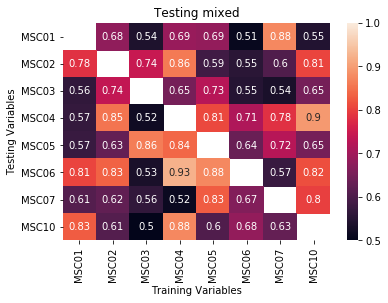 Testing mixed
Testing Variables
MSC01 0.68 0.54 0.69 0.69 0.51 0.88 0.55
MSC02 0.78 0.74 0.86 0.59 0.55 0.6 0.81
MSC03 0.56 0.74 0.65 0.73 0.55 0.54 0.65
MSC04 0.57 0.85 0.52 0.81 0.71 0.78 0.9
MSC05 0.57 0.63 0.86 0.84 0.64 0.72 0.65
MSC06 0.81 0.83 0.53 0.93 0.88 0.57 0.82
MSC07 0.61 0.62 0.56 0.52 0.83 0.67 0.8
MSC10 0.83 0.61 0.5 0.88 0.6 0.68 0.63
MSC01 MSC02 MSC03 MSC04 MSC05 MSC06 MSC07 MSC10
Training Variables
1.0
0.9
0.8
0.7
0.6
0.5